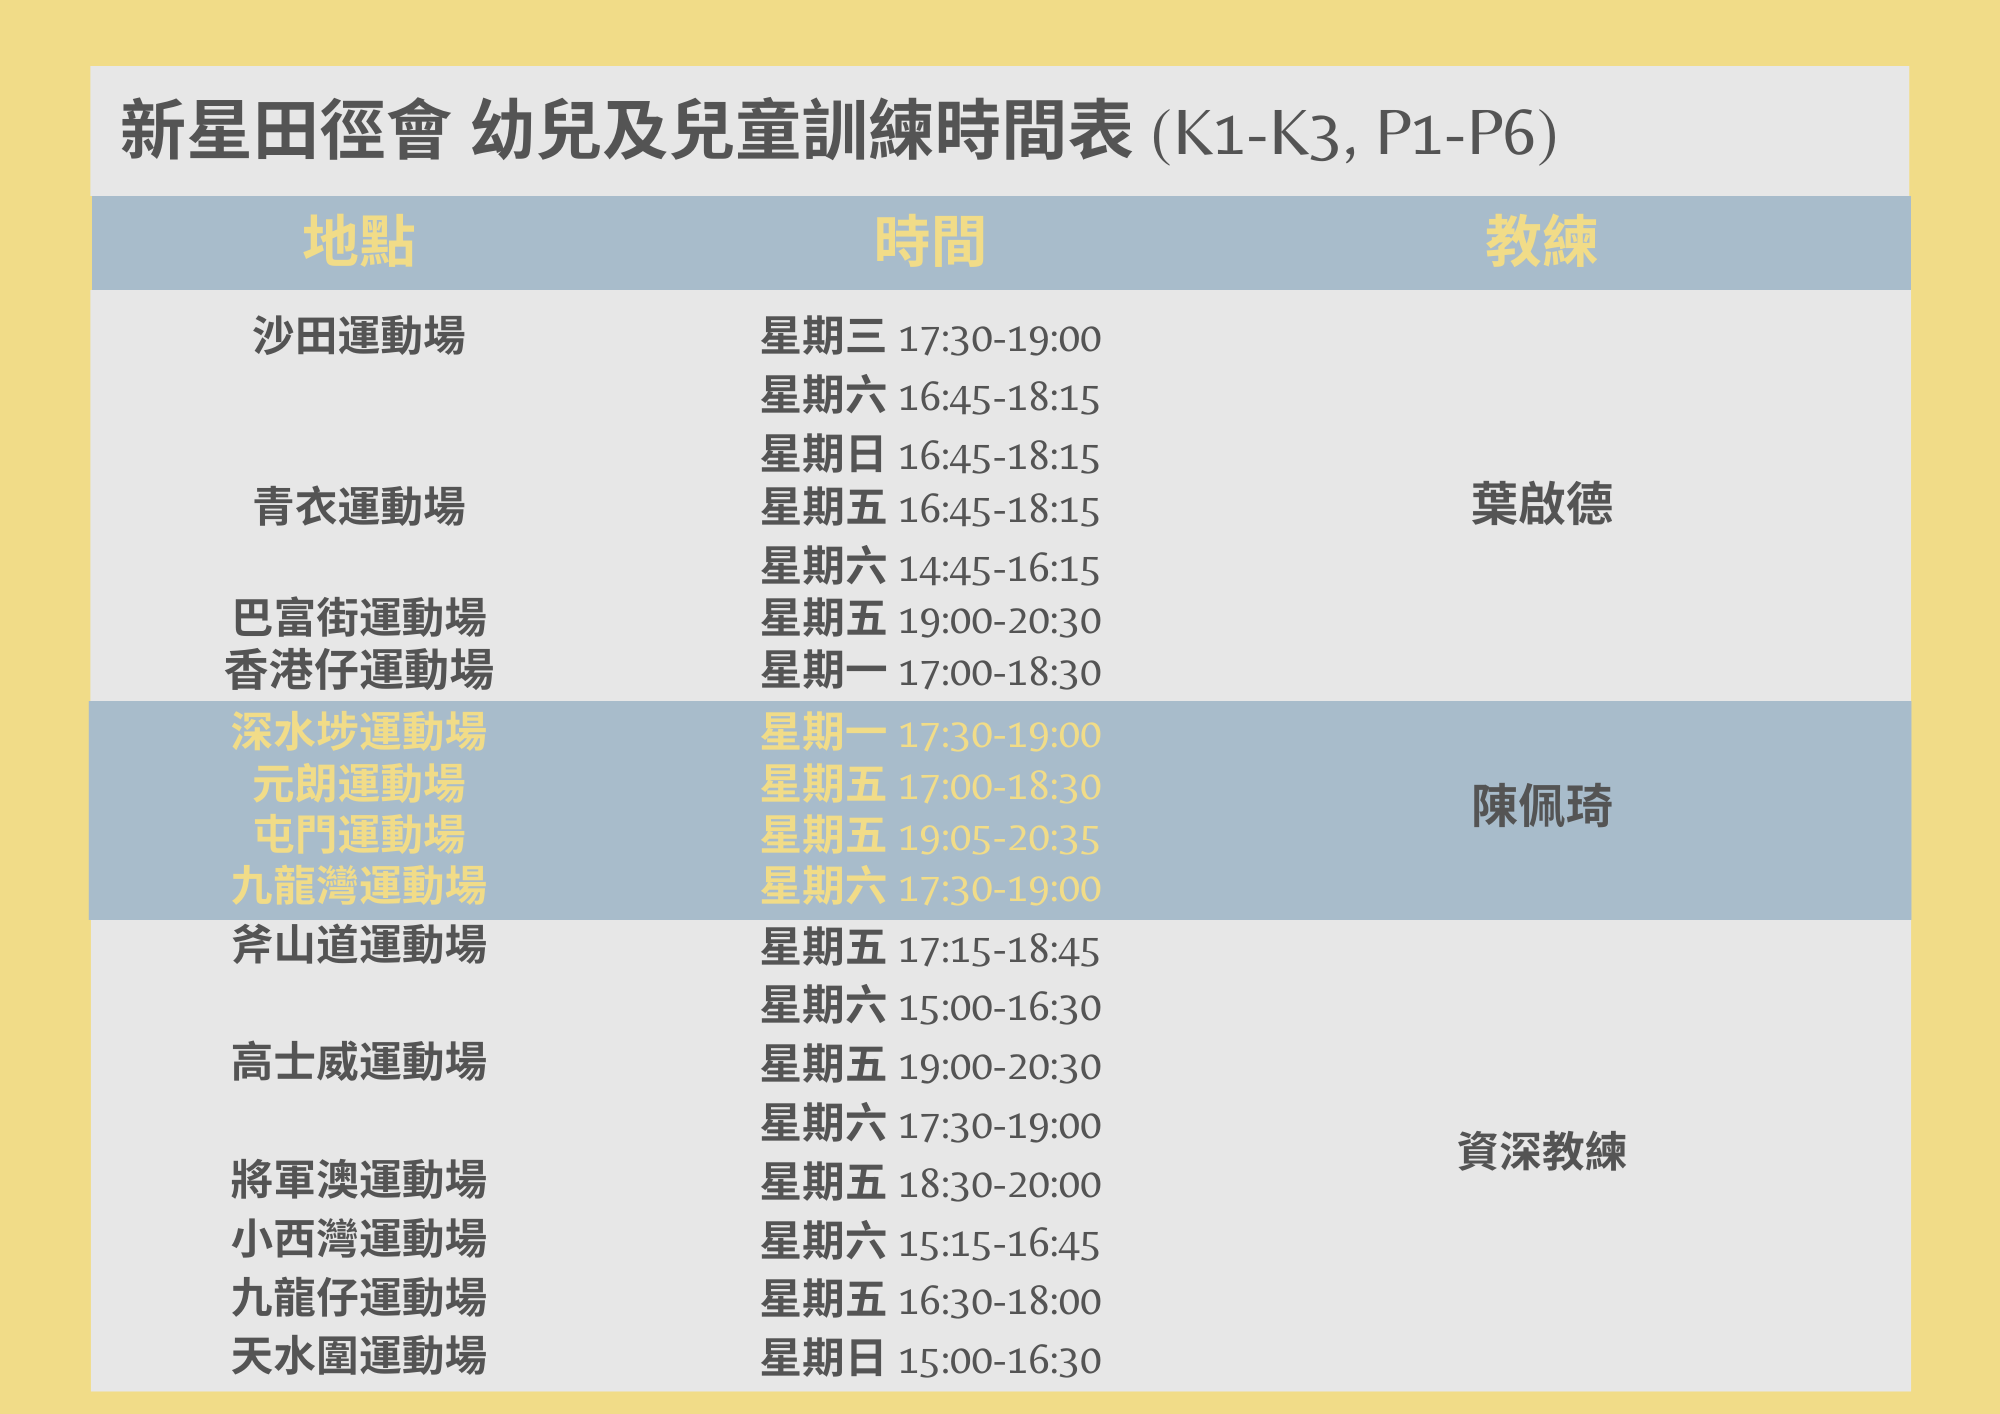 新星田徑會 幼兒及兒童訓練時間表 (K1-K3, P1-P6)
地點 時間 教練
沙田運動場 星期三 17:30-19:00
星期六 16:45-18:15
星期日 16:45-18:15
青衣運動場 星期五 16:45-18:15 葉啟德
星期六 14:45-16:15
巴富街運動場 星期五 19:00-20:30
香港仔運動場 星期一 17:00-18:30
深水埗運動場 星期一 17:30-19:00
元朗運動場 星期五 17:00-18:30 陳佩琦
屯門運動場 星期五 19:05-20:35
九龍灣運動場 星期六 17:30-19:00
斧山道運動場 星期五 17:15-18:45
星期六 15:00-16:30
高士威運動場 星期五 19:00-20:30
星期六 17:30-19:00
將軍澳運動場 星期五 18:30-20:00 資深教練
小西灣運動場 星期六 15:15-16:45
九龍仔運動場 星期五 16:30-18:00
天水圍運動場 星期日 15:00-16:30